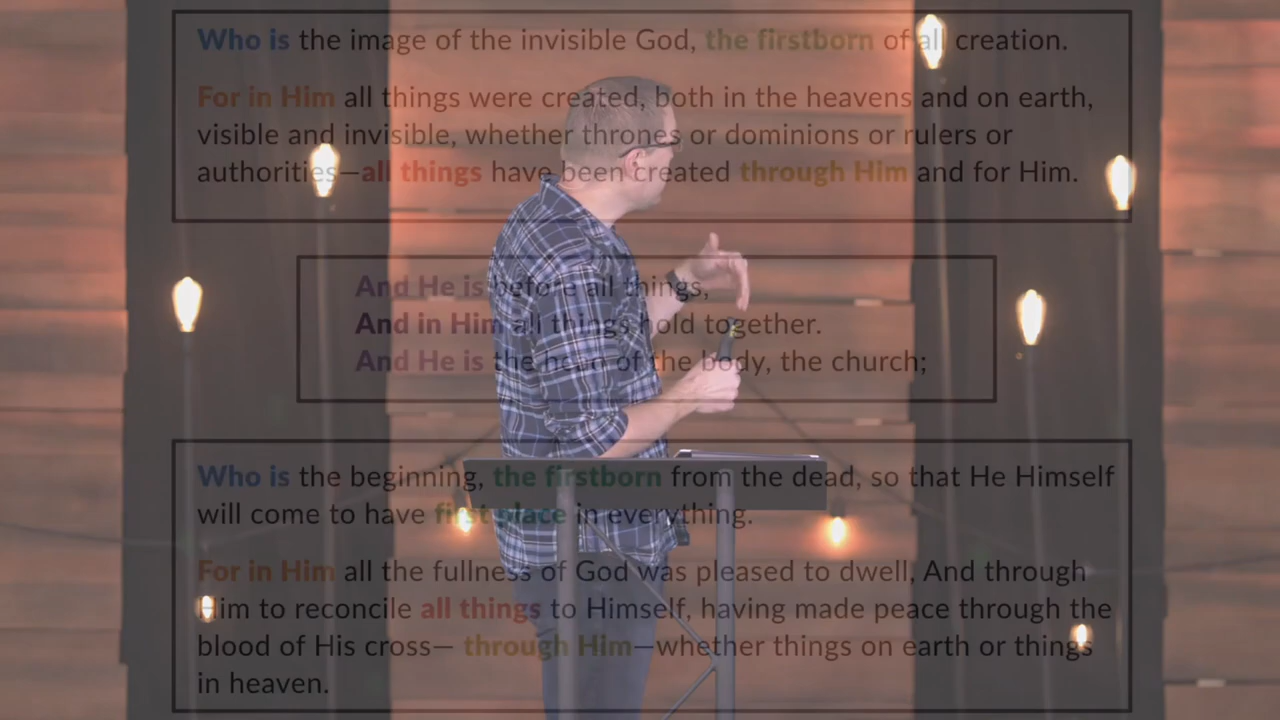 Who is the image of the invisible God, the firstborn of all creation.
For in Him all things were created, both in the heavens and on earth,
visible and invisible, whether thrones or dominions or rulers or
authorities—all things have been created through Him and for Him.
And He is before all things,
And in Him all things hold together.
And He is the head of the body, the church;
Who is the beginning, the firstborn from the dead, so that He Himself
will come to have first place in everything.
For in Him all the fullness of God was pleased to dwell, And through
Him to reconcile all things to Himself, having made peace through the
blood of His cross— through Him—whether things on earth or things
in heaven.